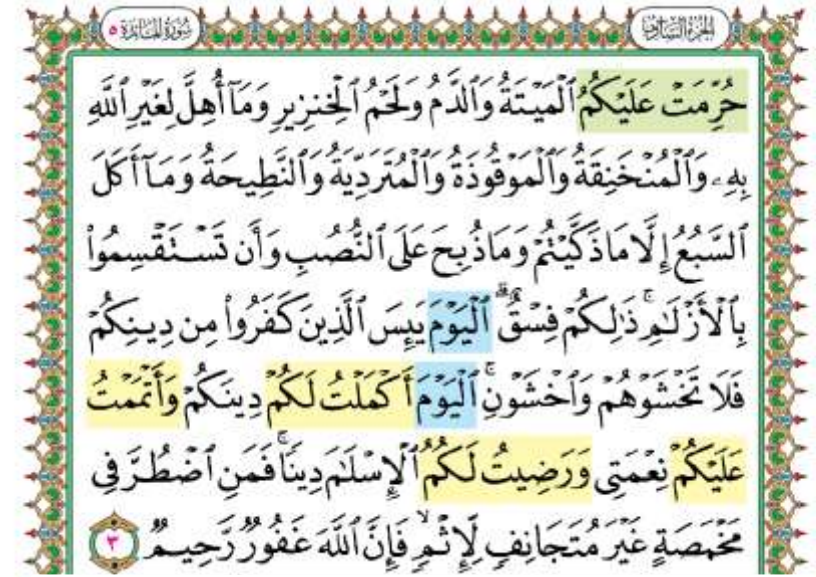 الجزء السادس
سورة المائدة ٥
حُرِّمَتْ عَلَيْكُمُ ٱلْمَيْتَةُ وَٱلدَّمُ وَلَحْمُ ٱلْخِنزِيرِ وَمَآ أُهِلَّ لِغَيْرِ ٱللَّهِ
بِهِۦ وَٱلْمُنْخَنِقَةُ وَٱلْمَوْقُوذَةُ وَٱلْمُتَرَدِّيَةُ وَٱلنَّطِيحَةُ وَمَآ أَكَلَ
ٱلسَّبُعُ إِلَّا مَا ذَكَّيْتُمْ وَمَا ذُبِحَ عَلَى ٱلنُّصُبِ وَأَن تَسْتَقْسِمُوا۟
بِٱلْأَزْلَٰمِ ۚ ذَٰلِكُمْ فِسْقٌ ۗ ٱلْيَوْمَ يَئِسَ ٱلَّذِينَ كَفَرُوا۟ مِن دِينِكُمْ
فَلَا تَخْشَوْهُمْ وَٱخْشَوْنِ ۚ ٱلْيَوْمَ أَكْمَلْتُ لَكُمْ دِينَكُمْ وَأَتْمَمْتُ
عَلَيْكُمْ نِعْمَتِى وَرَضِيتُ لَكُمُ ٱلْإِسْلَٰمَ دِينًا ۚ فَمَنِ ٱضْطُرَّ فِى
مَخْمَصَةٍ غَيْرَ مُتَجَانِفٍ لِّإِثْمٍ ۙ فَإِنَّ ٱللَّهَ غَفُورٌ رَّحِيمٌ ٣